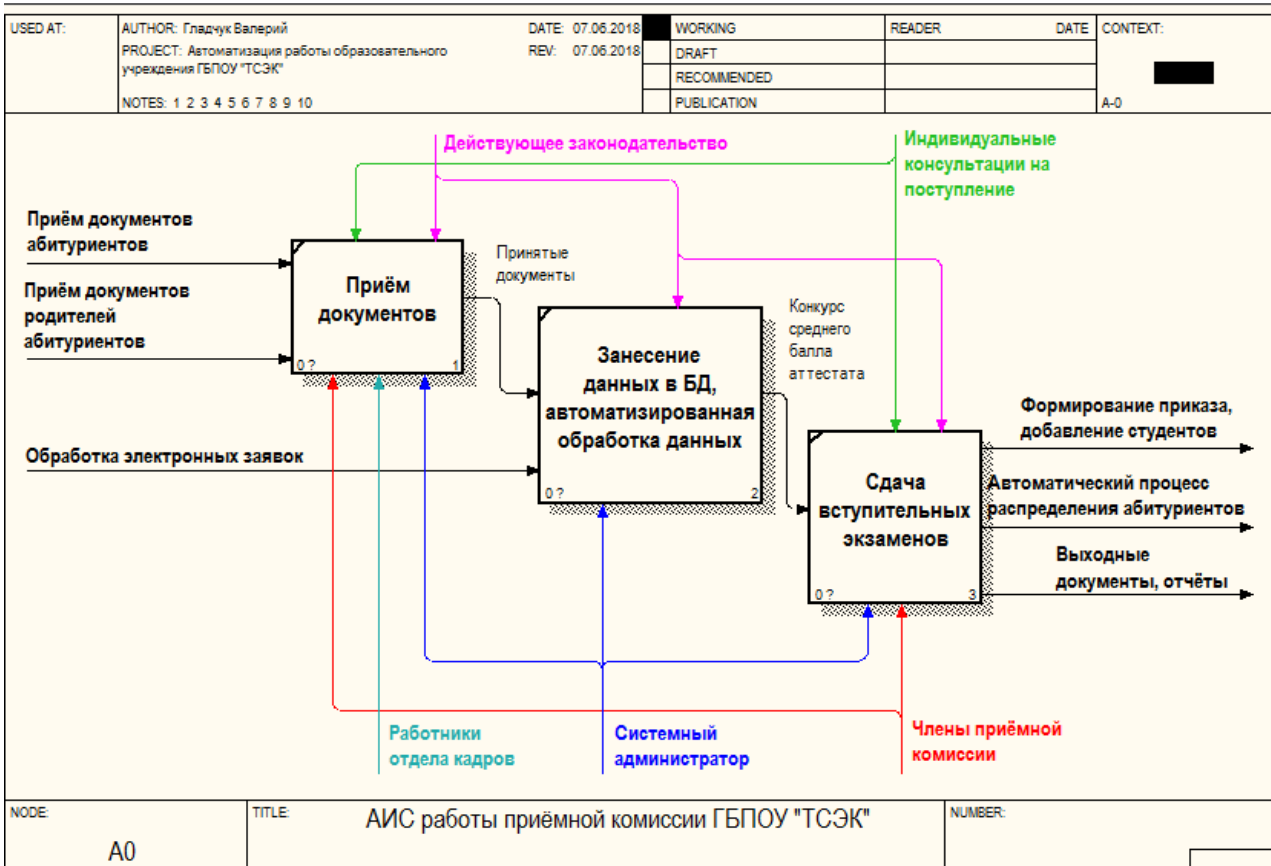 USED AT:
AUTHOR: Гладчук Валерий
DATE: 07.06.2018
PROJECT: Автоматизация работы образовательного
учреждения ГБПОУ "ТСЭК"
REV: 07.06.2018
NOTES: 1 2 3 4 5 6 7 8 9 10
WORKING
DRAFT
RECOMMENDED
PUBLICATION
READER
DATE
CONTEXT:
A-0
Действующее законодательство
Индивидуальные
консультации на
поступление
Приём документов
абитуриентов
Приём документов
родителей
абитуриентов
Приём
документов
0 ?
1
Принятые
документы
Занесение
данных в БД,
автоматизированная
обработка данных
0 ?
2
Конкурс
среднего
балла
аттестата
Обработка электронных заявок
Сдача
вступительных
экзаменов
0 ?
3
Формирование приказа,
добавление студентов
Автоматический процесс
распределения абитуриентов
Выходные
документы, отчёты
Работники
отдела кадров
Системный
администратор
Члены приёмной
комиссии
NODE:
A0
TITLE:
АИС работы приёмной комиссии ГБПОУ "ТСЭК"
NUMBER: